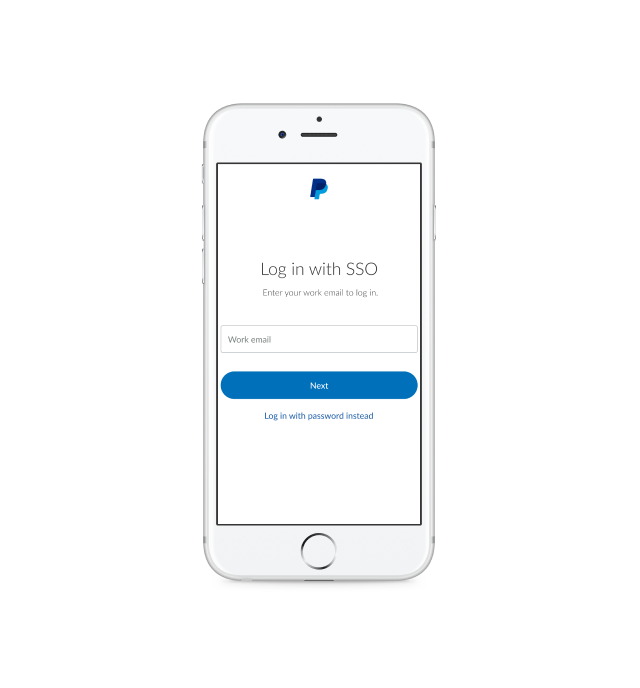 Log in with SSO
Enter your work email to log in.
Work email
Next
Log in with password instead